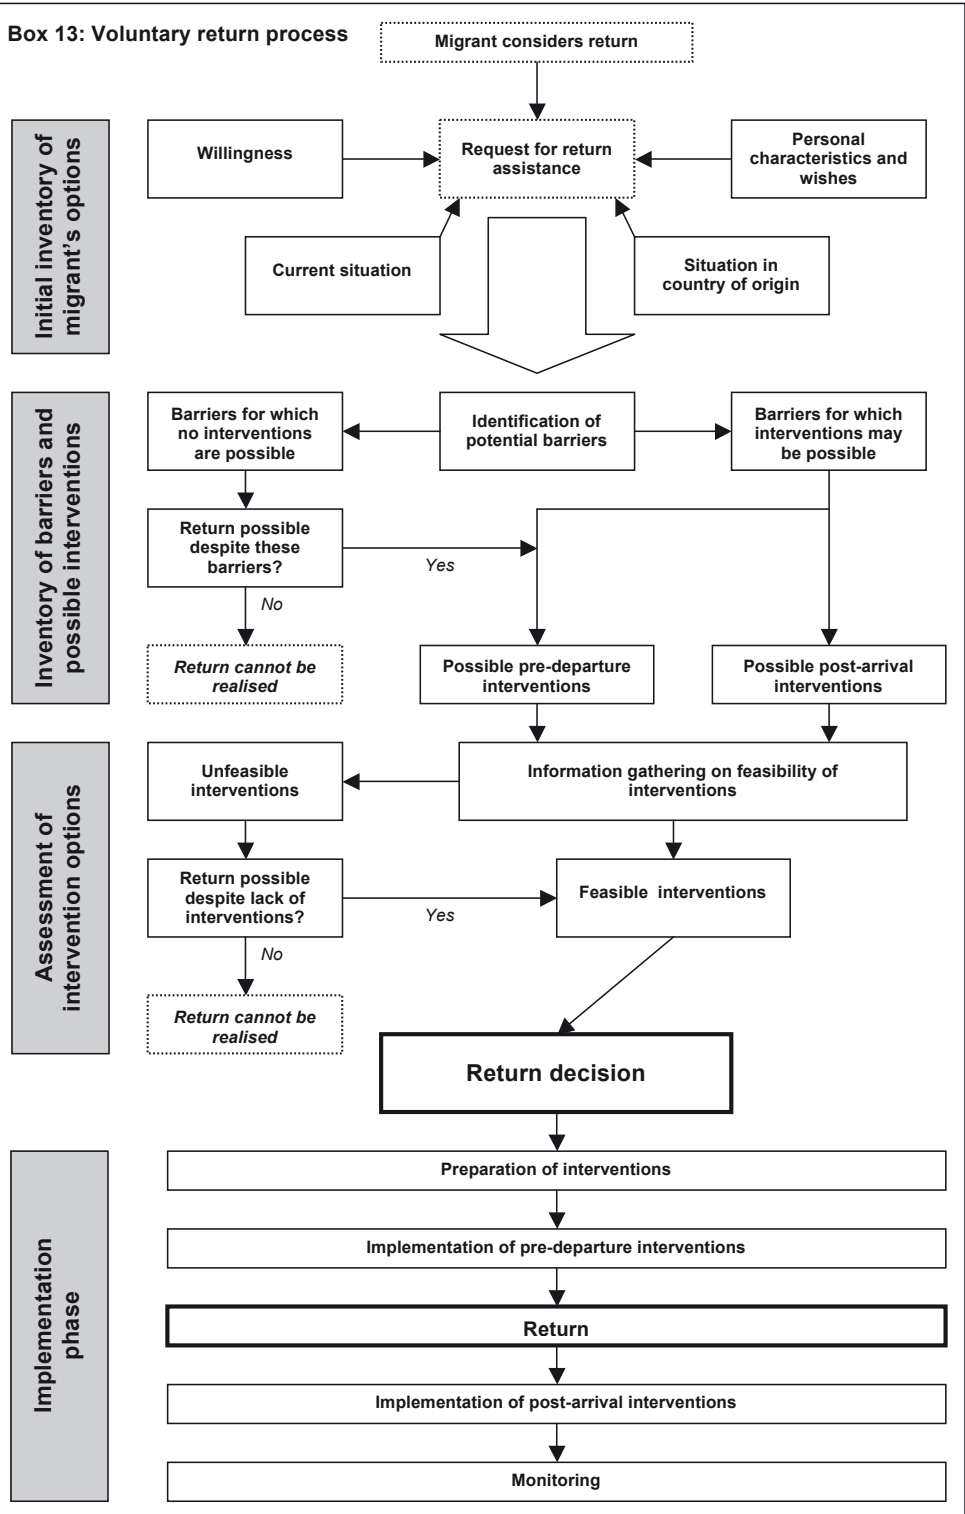 Box 13: Voluntary return process
Migrant considers return
Initial inventory of
migrant's options
Willingness
Request for return
assistance
Personal
characteristics and
wishes
Current situation
Situation in
country of origin
Inventory of barriers and
possible interventions
Barriers for which
no interventions
are possible
Identification of
potential barriers
Barriers for which
interventions may
be possible
Return possible
despite these
barriers?
Yes
No
Return cannot be
realised
Possible pre-departure
interventions
Possible post-arrival
interventions
Assessment of
intervention options
Unfeasible
interventions
Information gathering on feasibility of
interventions
Return possible
despite lack of
interventions?
Yes
Feasible interventions
No
Return cannot be
realised
Return decision
Implementation
phase
Preparation of interventions
Implementation of pre-departure interventions
Return
Implementation of post-arrival interventions
Monitoring